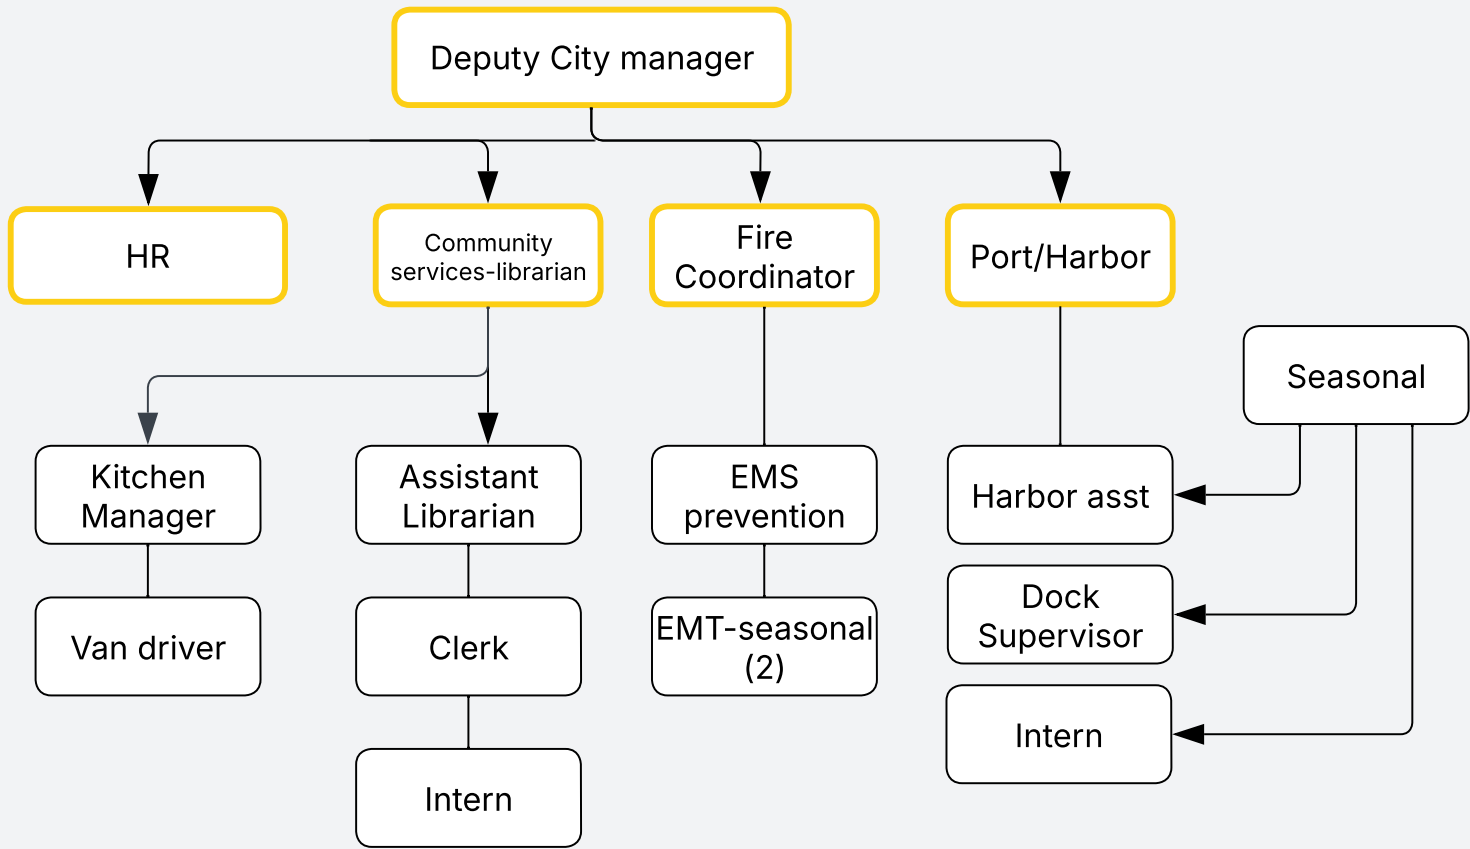 Deputy City manager
HR
Community
services-librarian
Fire
Coordinator
Port/Harbor
Seasonal
Kitchen
Manager
Assistant
Librarian
EMS
prevention
Harbor asst
Van driver
Clerk
EMT-seasonal
(2)
Dock
Supervisor
Intern
Intern